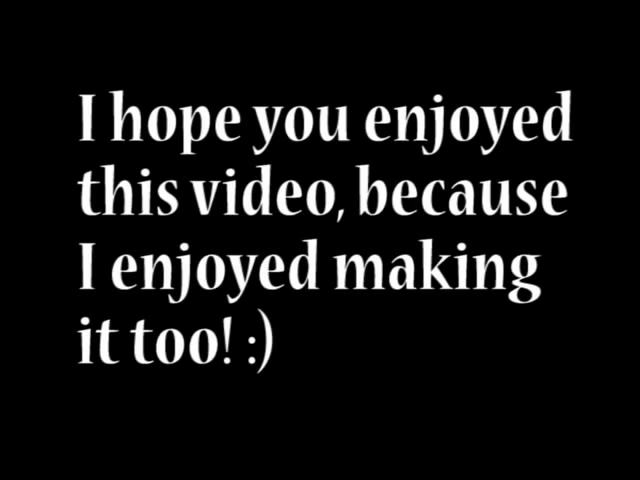 I hope you enjoyed
this video, because
I enjoyed making
it too! :)